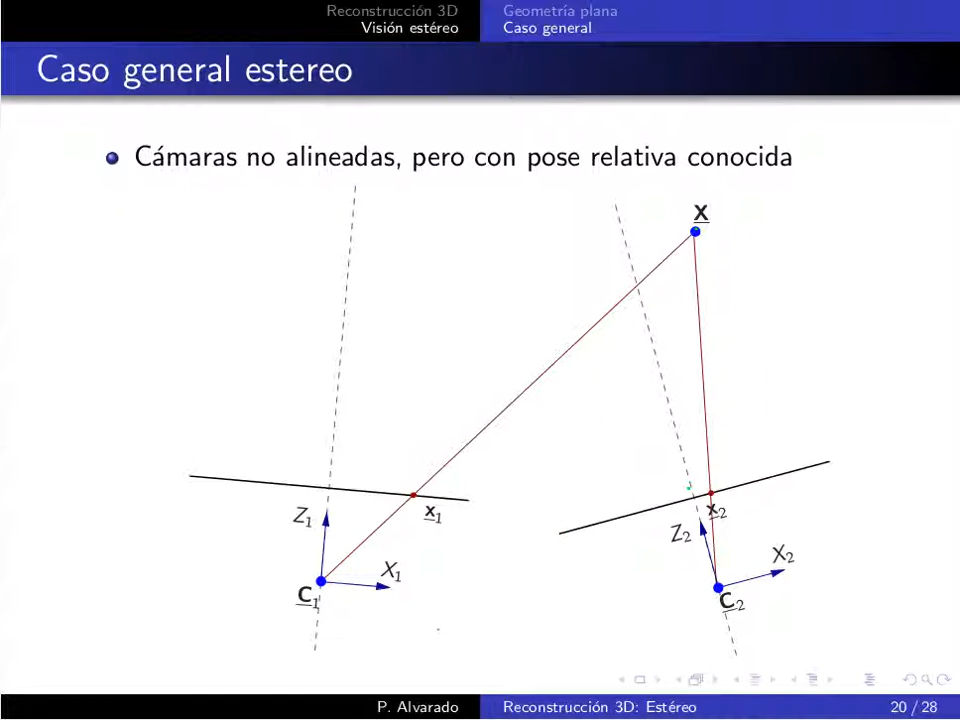 Reconstrucción 3D
Visión estéreo
Geometría plana
Caso general
Caso general estereo
Cámaras no alineadas, pero con pose relativa conocida
X
x1
x2
Z1
Z2
X1
X2
C1
C2
P. Alvarado
Reconstrucción 3D: Estéreo
20 / 28